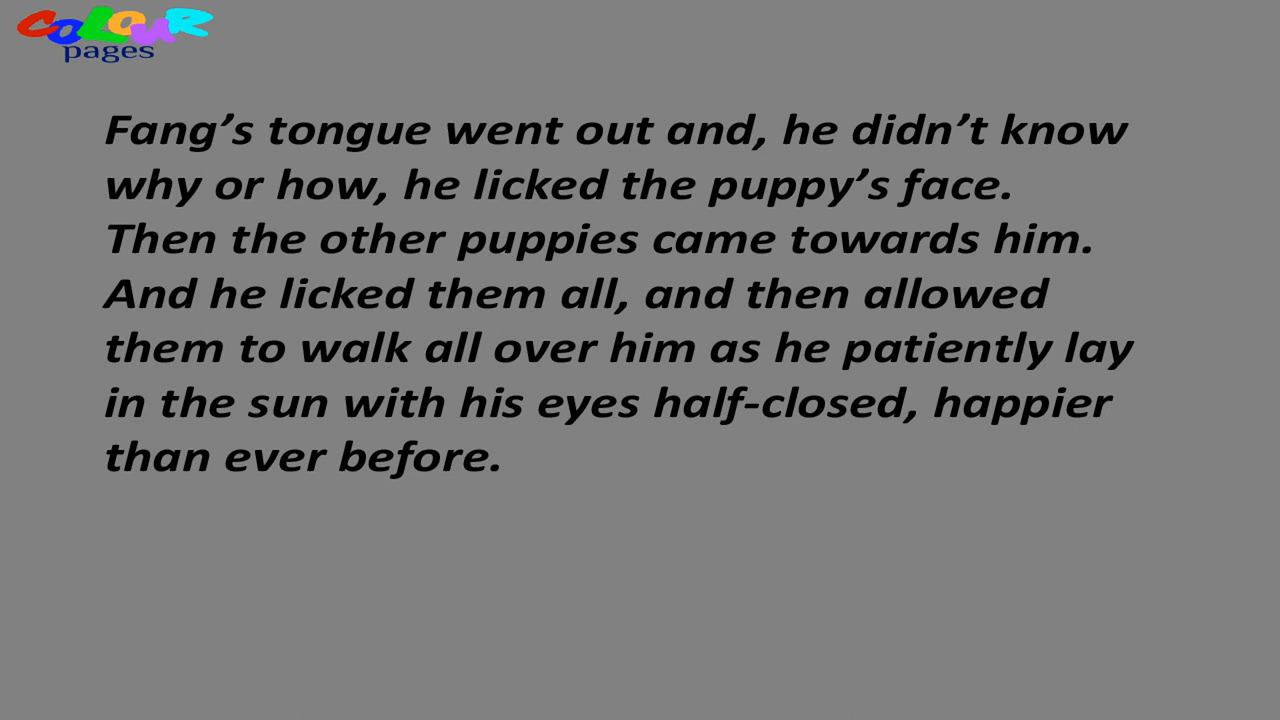 COLOUR
pages
Fang’s tongue went out and, he didn’t know
why or how, he licked the puppy’s face.
Then the other puppies came towards him.
And he licked them all, and then allowed
them to walk all over him as he patiently lay
in the sun with his eyes half-closed, happier
than ever before.